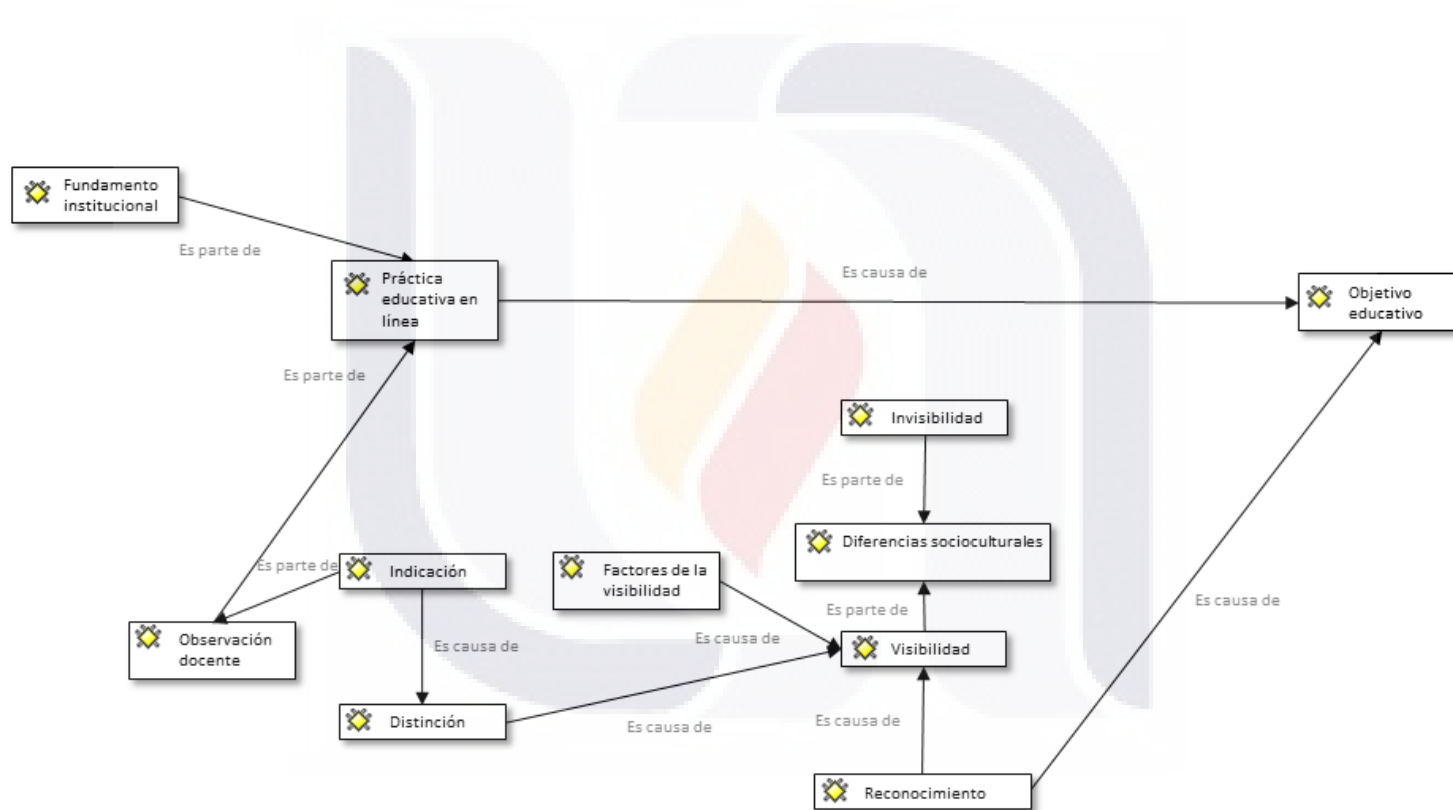 Fundamento
institucional
Es parte de
Práctica
educativa en
línea
Es causa de
Objetivo
educativo
Es parte de
Invisibilidad
Es parte de
Diferencias socioculturales
Es parte de
Indicación
Factores de la
visibilidad
Es causa de
Es parte de
Observación
docente
Es causa de
Es causa de
Visibilidad
Distinción
Es causa de
Es causa de
Reconocimiento